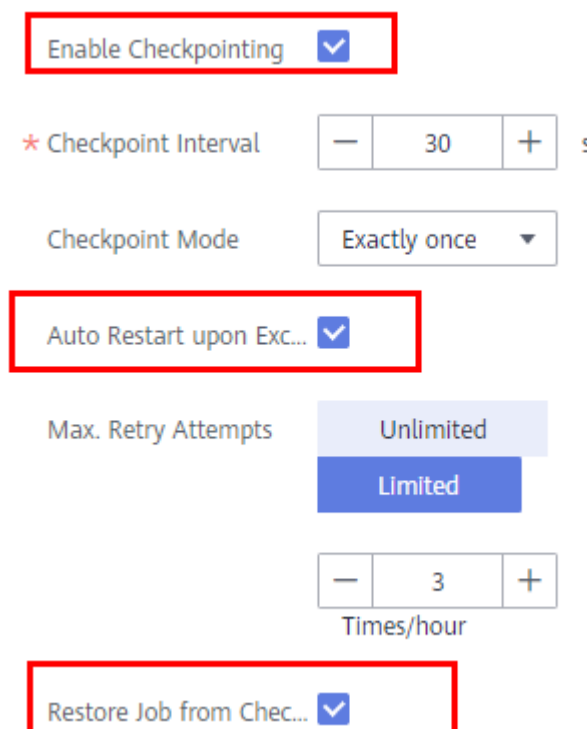 Enable Checkpointing
* Checkpoint Interval — 30 + s
Checkpoint Mode Exactly once
Auto Restart upon Exc...
Max. Retry Attempts Unlimited
Limited
— 3 +
Times/hour
Restore Job from Chec...